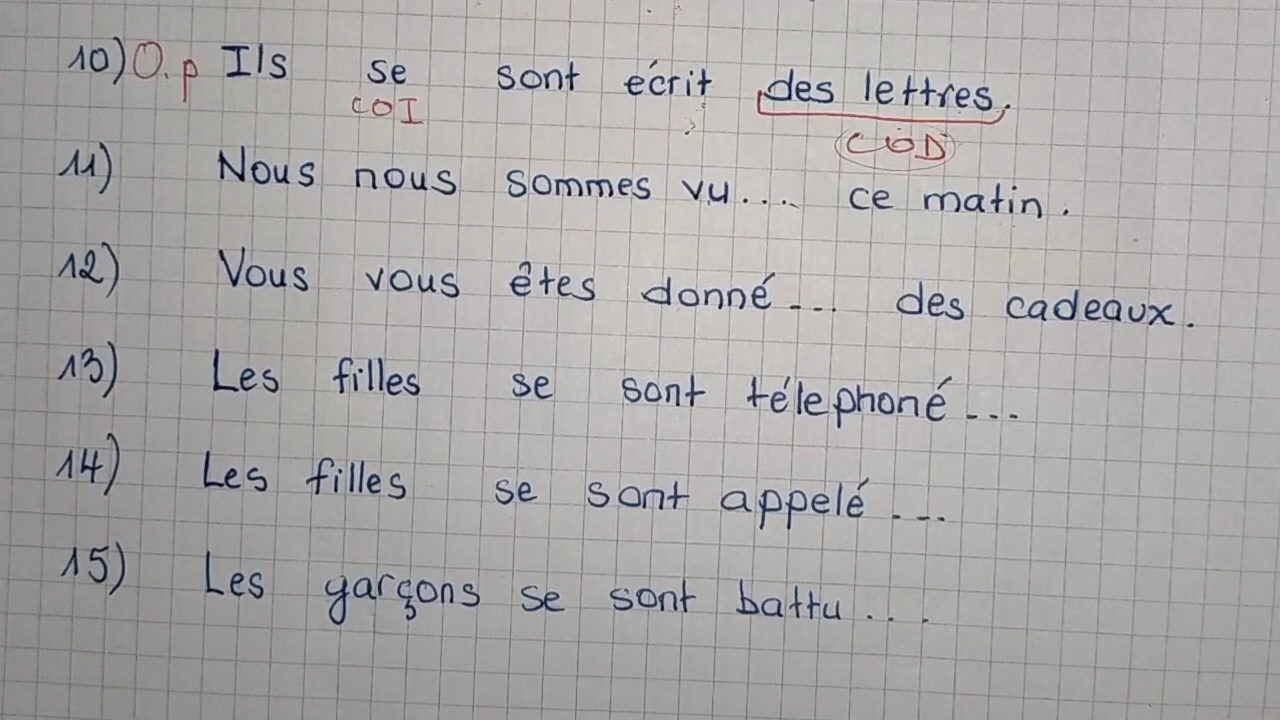 10) O.p Ils se sont écrit des lettres.
COI COD
11) Nous nous sommes vu.... ce matin.
12) Vous vous êtes donné... des cadeaux.
13) Les filles se sont télephoné...
14) Les filles se sont appelé...
15) Les garçons se sont battu...